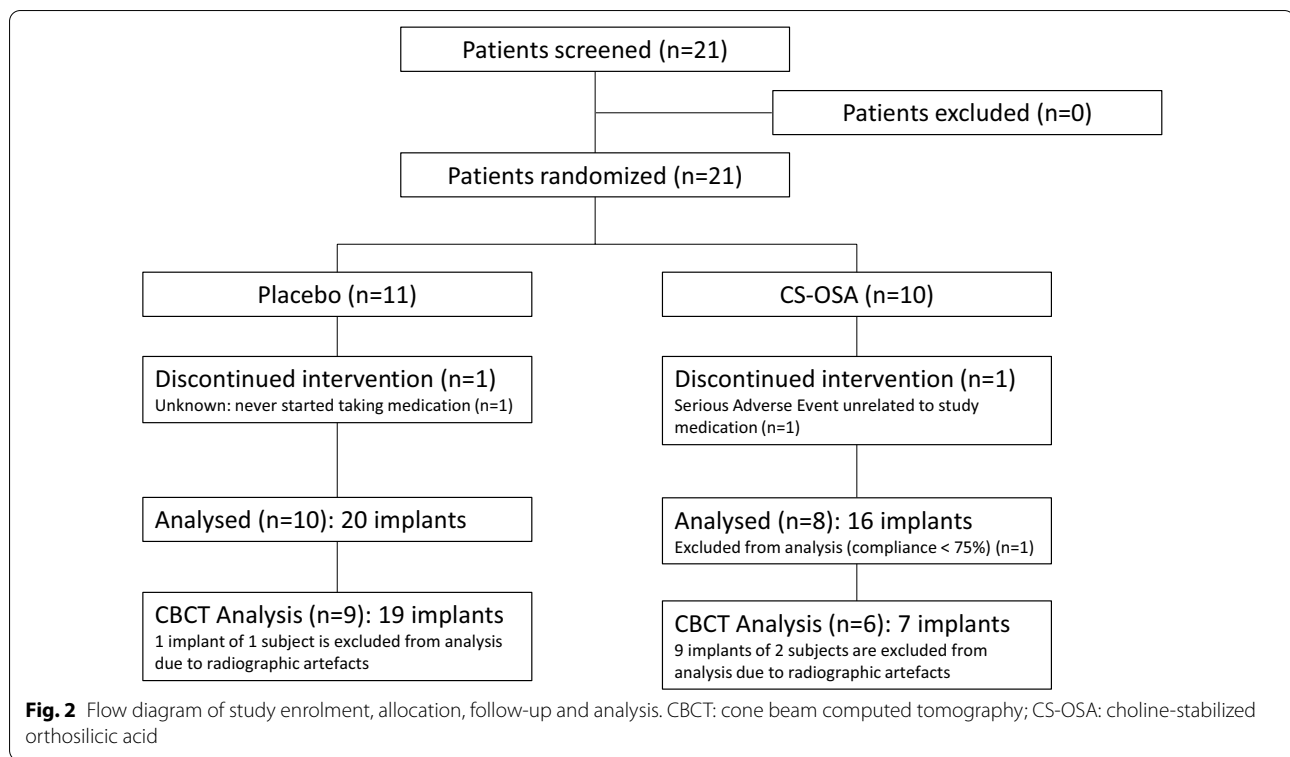 Patients screened (n=21)
Patients excluded (n=0)
Patients randomized (n=21)
Placebo (n=11)
CS-OSA (n=10)
Discontinued intervention (n=1)
Unknown: never started taking medication (n=1)
Discontinued intervention (n=1)
Serious Adverse Event unrelated to study
medication (n=1)
Analysed (n=10): 20 implants
Analysed (n=8): 16 implants
Excluded from analysis (compliance < 75%) (n=1)
CBCT Analysis (n=9): 19 implants
1 implant of 1 subject is excluded from analysis
due to radiographic artefacts
CBCT Analysis (n=6): 7 implants
9 implants of 2 subjects are excluded from
analysis due to radiographic artefacts
Fig. 2 Flow diagram of study enrolment, allocation, follow-up and analysis. CBCT: cone beam computed tomography; CS-OSA: choline-stabilized
orthosilicic acid